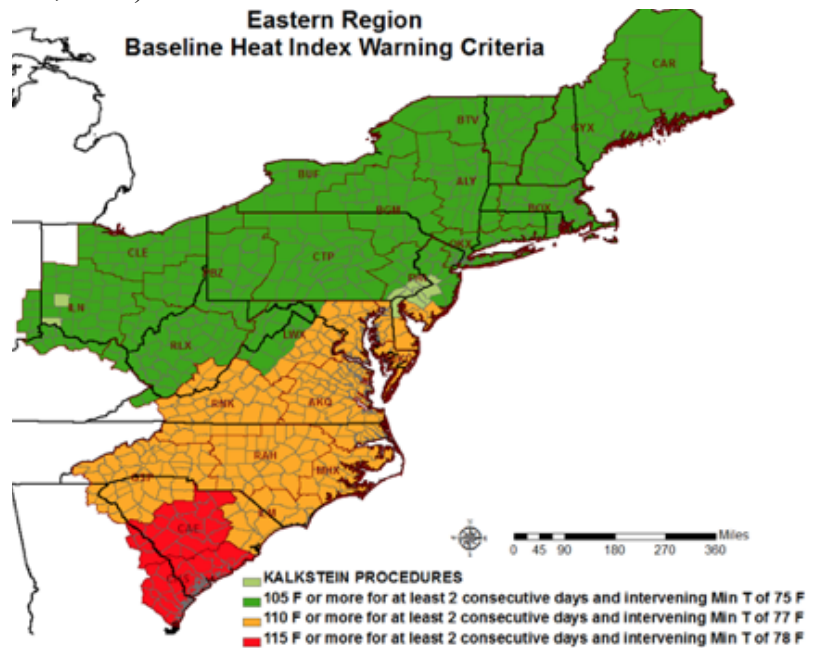 Eastern Region
Baseline Heat Index Warning Criteria
CAR
BTV
GYX
BUF
ALY
BGM
BOX
OKX
CLE
CTP
PBZ
ILN
LWX
RLX
RNK
AKQ
RAH
MHX
GSP
CAE
Miles
0 45 90 180 270 360
KALKSTEIN PROCEDURES
105 F or more for at least 2 consecutive days and intervening Min T of 75 F
110 F or more for at least 2 consecutive days and intervening Min T of 77 F
115 F or more for at least 2 consecutive days and intervening Min T of 78 F